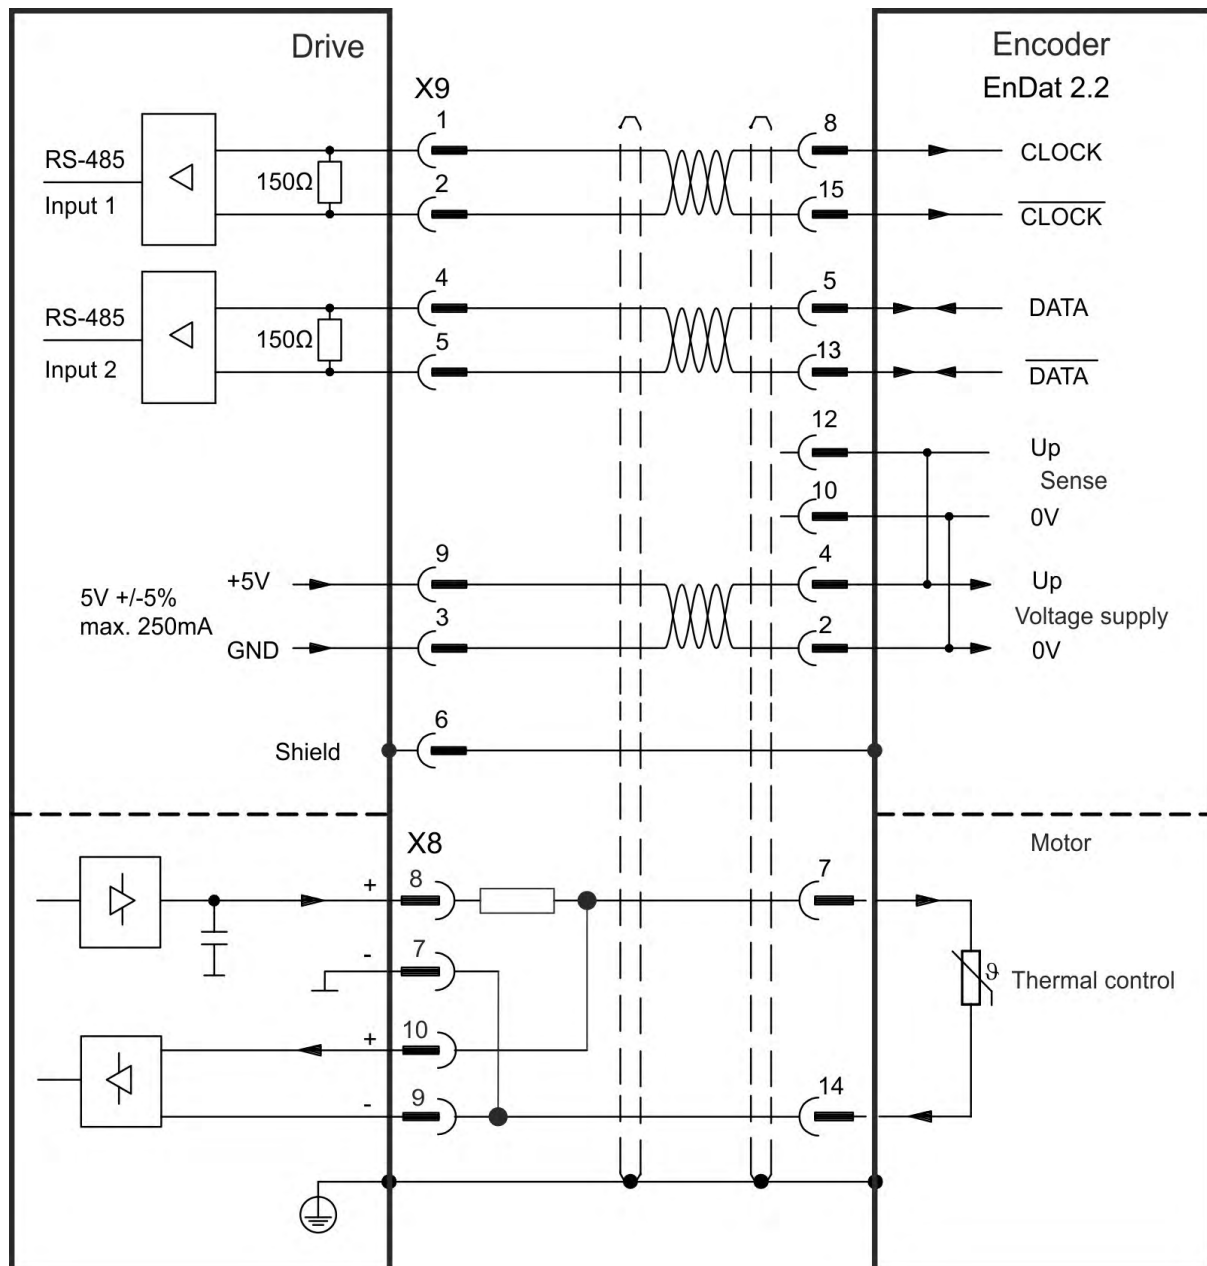 Drive
Encoder
EnDat 2.2
X9
1
8
RS-485
150Ω
CLOCK
2
15
Input 1
CLOCK
4
5
RS-485
150Ω
DATA
5
13
Input 2
DATA
12
Up
Sense
10
0V
9
4
+5V
Up
5V +/-5%
max. 250mA
Voltage supply
3
2
GND
0V
6
Shield
X8
Motor
+
8
7
-
7
ϑ Thermal control
+
10
-
9
14